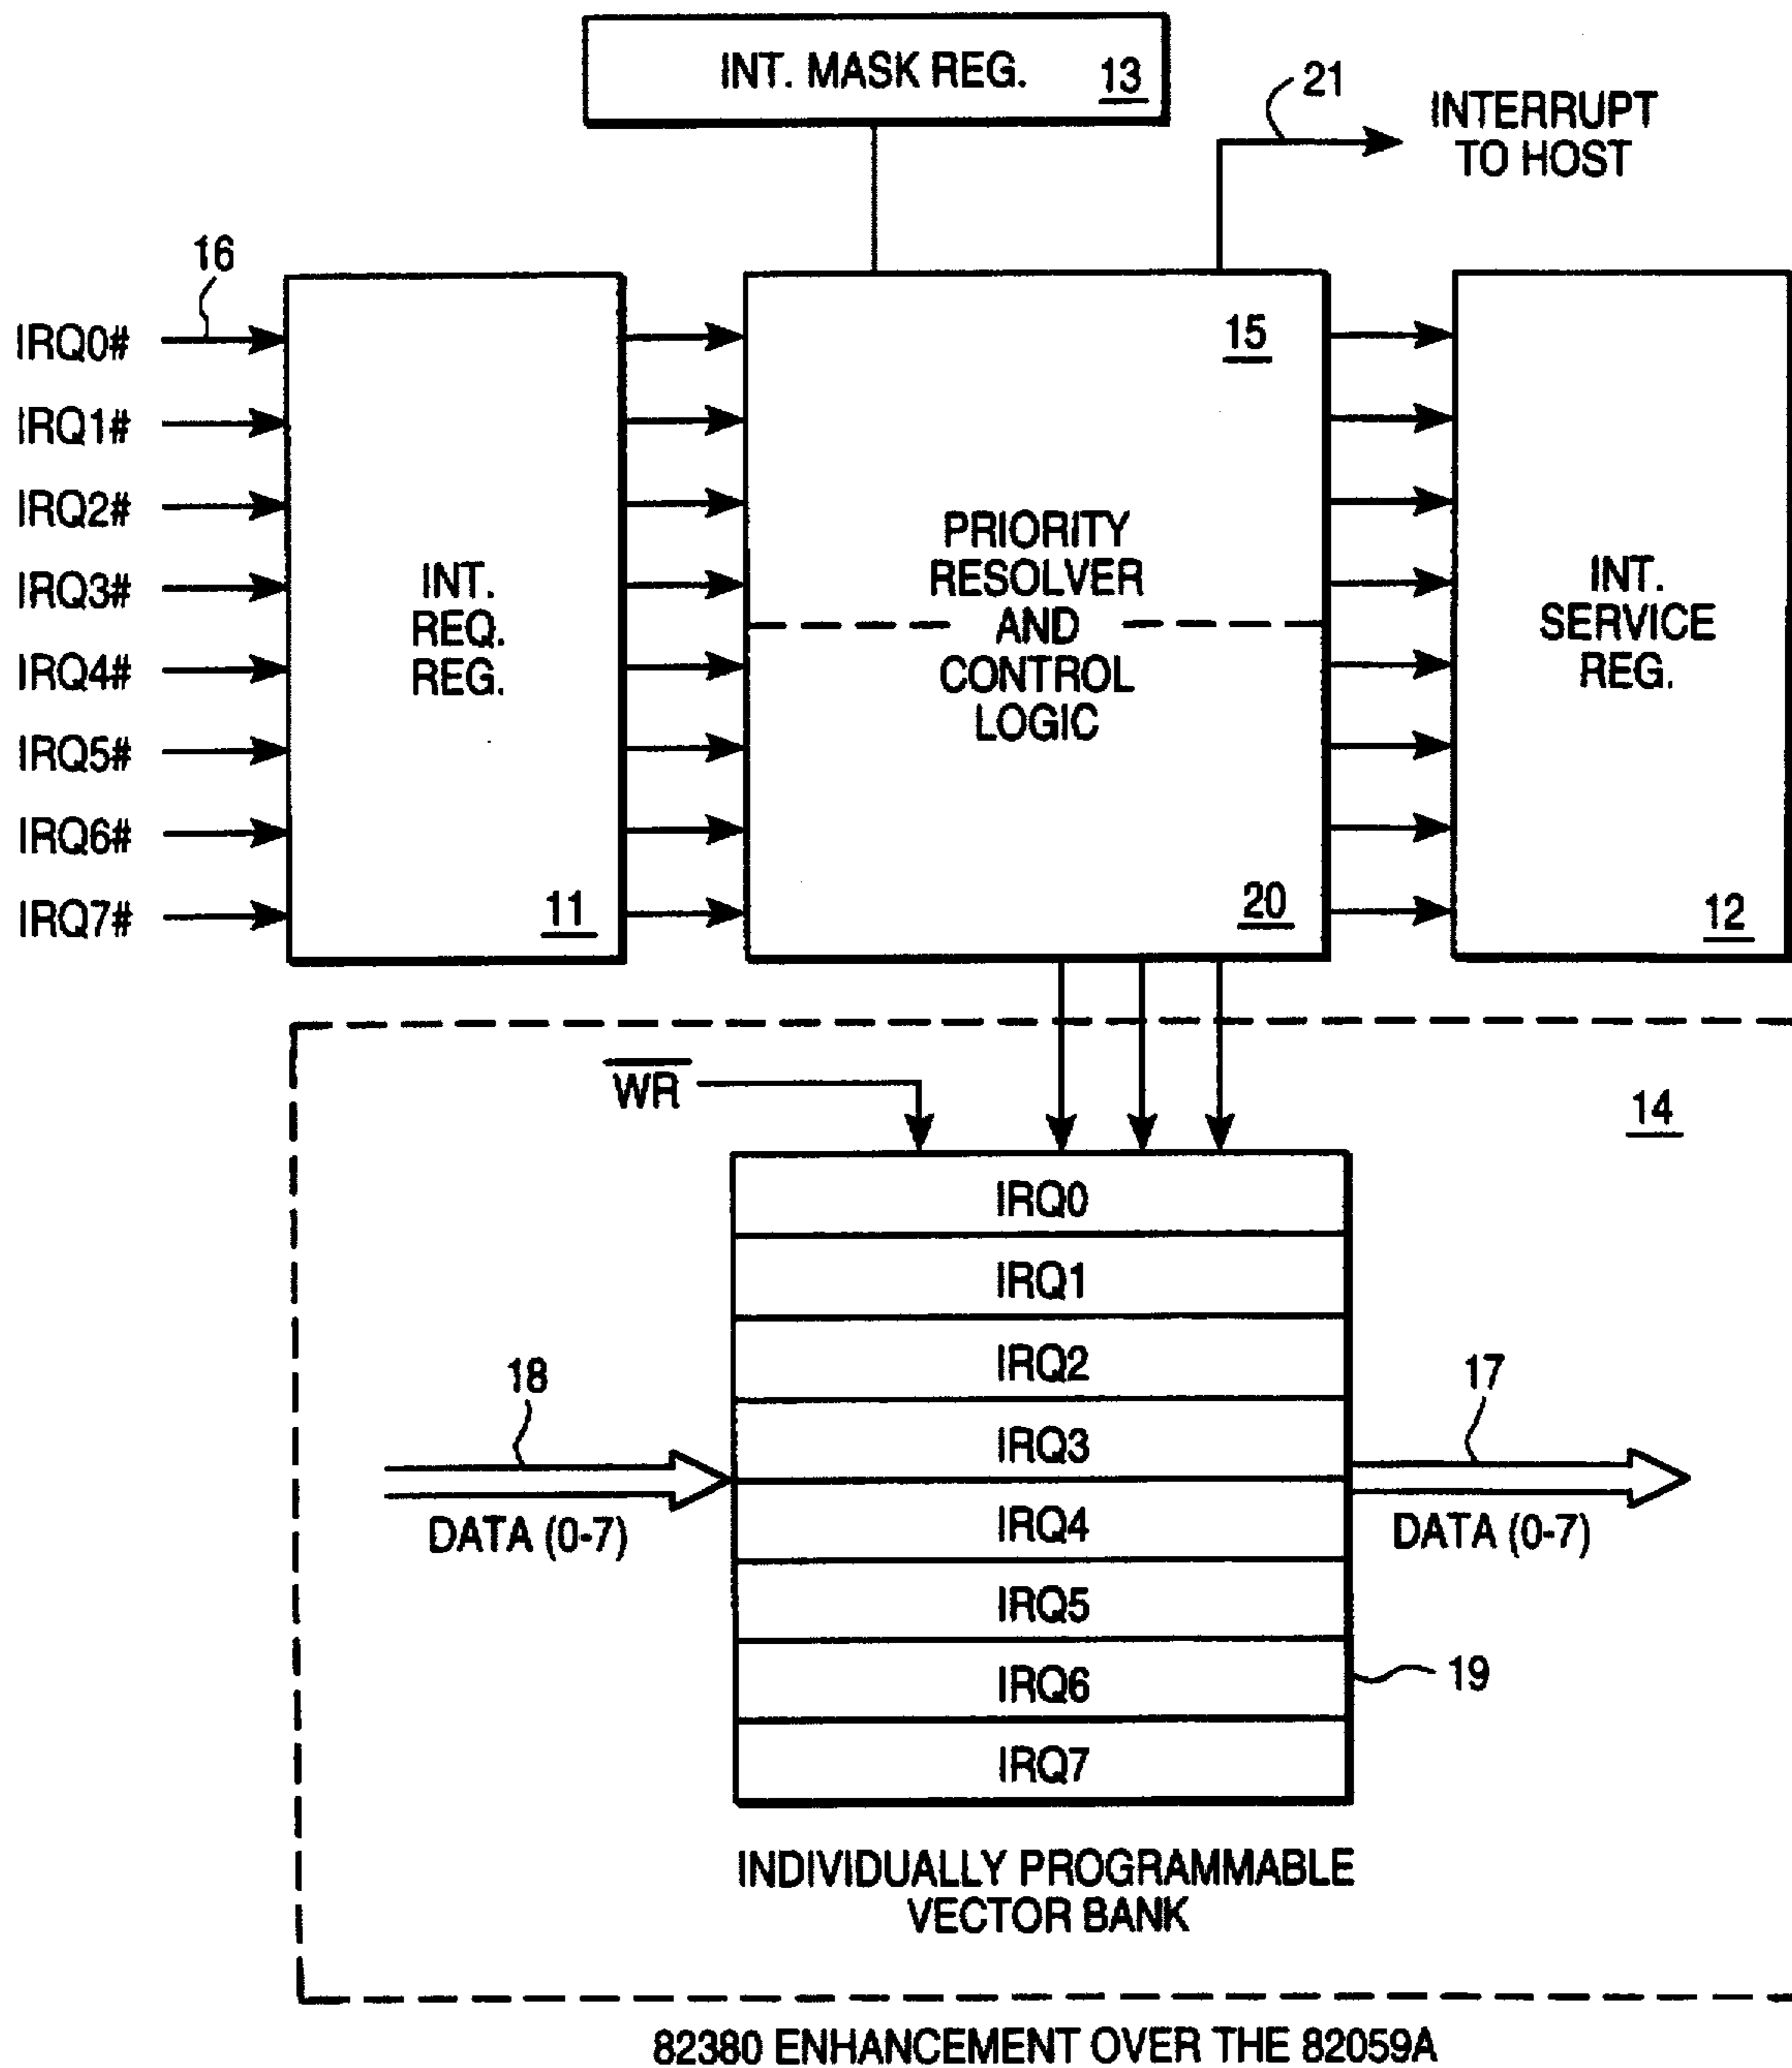 INT. MASK REG. 13
21
INTERRUPT
TO HOST
16
IRQ0#
IRQ1#
IRQ2#
IRQ3#
IRQ4#
IRQ5#
IRQ6#
IRQ7#
INT.
REQ.
REG.
11
15
PRIORITY
RESOLVER
AND
CONTROL
LOGIC
20
INT.
SERVICE
REG.
12
WR
14
IRQ0
IRQ1
IRQ2
IRQ3
IRQ4
IRQ5
IRQ6
IRQ7
18
DATA (0-7)
17
DATA (0-7)
19
INDIVIDUALLY PROGRAMMABLE
VECTOR BANK
82380 ENHANCEMENT OVER THE 82059A